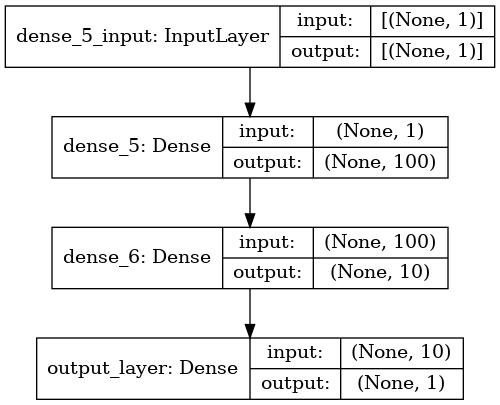 dense_5_input: InputLayer
input: [(None, 1)]
output: [(None, 1)]
dense_5: Dense
input: (None, 1)
output: (None, 100)
dense_6: Dense
input: (None, 100)
output: (None, 10)
output_layer: Dense
input: (None, 10)
output: (None, 1)